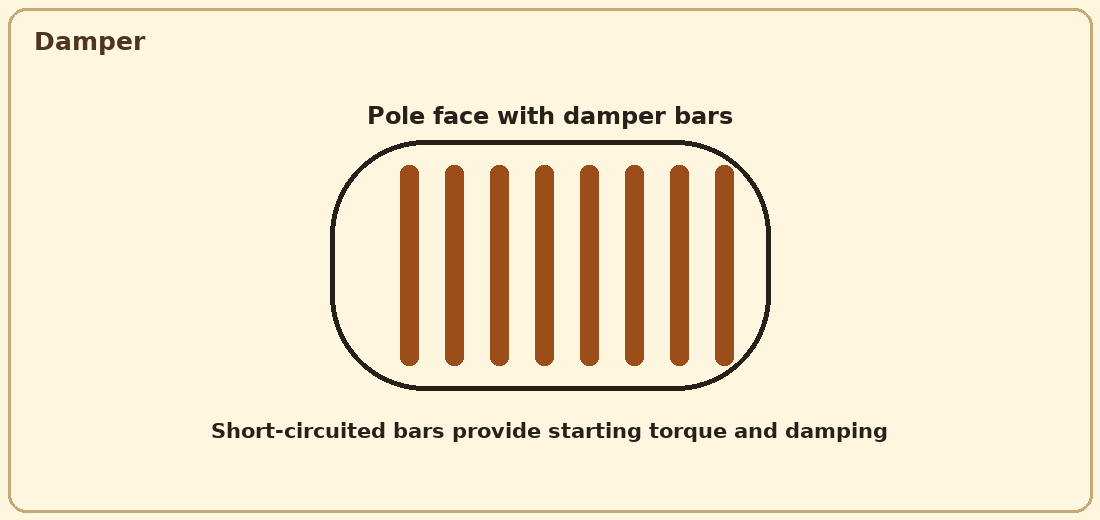 Damper
Pole face with damper bars
Short-circuited bars provide starting torque and damping